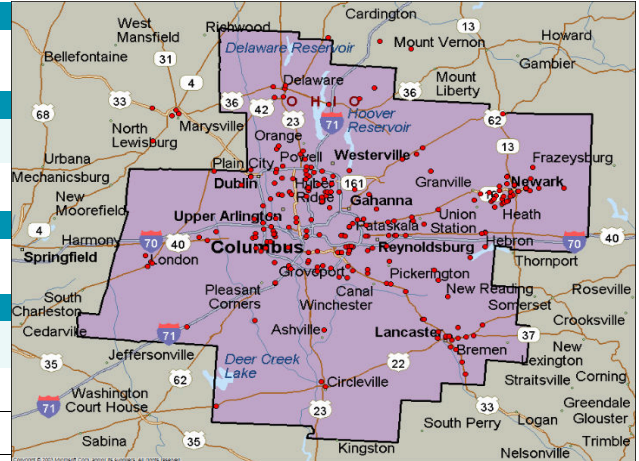 Cardington
Richwood
West
Mansfield
13
Howard
Delaware Reservoir
Mount Vernon
Bellefontaine
31
Gambier
4
Delaware
Mount
Liberty
68
33
36
42
OHIO
36
23
Hoover
Reservoir
71
62
North
Lewisburg
Marysville
Orange
13
Urbana
Plain City
Powell
Westerville
Frazeysburg
Mechanicsburg
Dublin
Huber
Ridge
161
Granville
Newark
New
Moorefield
Gahanna
Upper Arlington
Union
Station
Heath
4
Pataskala
Harmony
70
40
Columbus
Reynoldsburg
Hebron
70
40
Springfield
London
Thornport
Groveport
Pickerington
South
Charleston
Pleasant
Corners
Canal
Winchester
New Reading
Roseville
Somerset
Crooksville
Cedarville
71
Ashville
Lancaster
37
Jeffersonville
Bremen
New
Lexington
35
Deer Creek
Lake
22
62
Circleville
Straitsville
Corning
Washington
Court House
71
23
33
Greendale
South Perry
Logan
Glouster
Sabina
35
Kingston
Trimble
Nelsonville